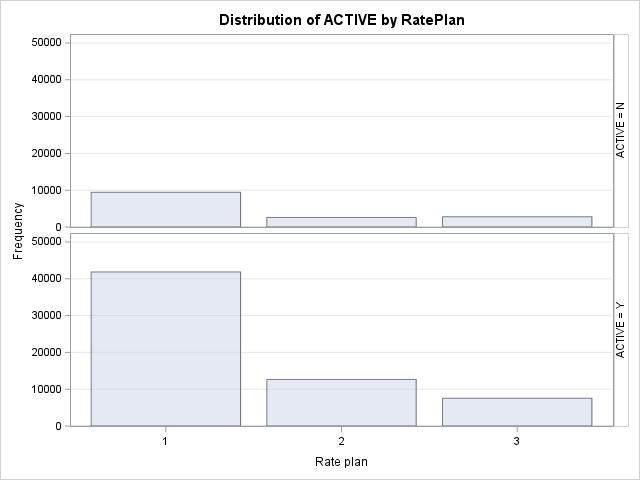 Distribution of ACTIVE by RatePlan
Frequency
50000
40000
30000
20000
10000
0
ACTIVE = N
50000
40000
30000
20000
10000
0
ACTIVE = Y
1 2 3
Rate plan